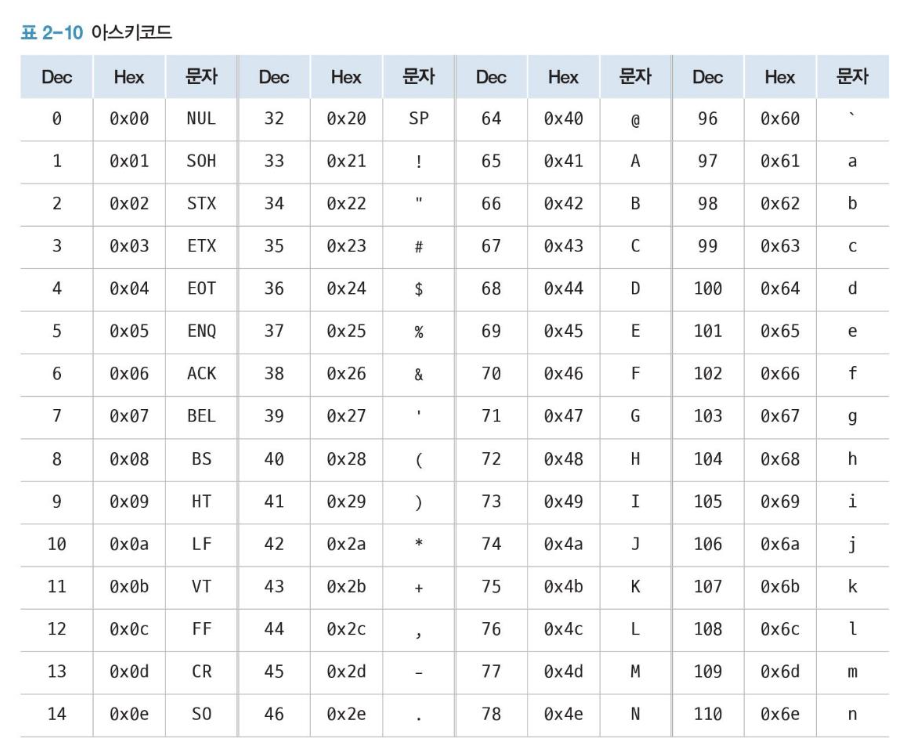 표 2-10 아스키코드
Dec Hex 문자 Dec Hex 문자 Dec Hex 문자 Dec Hex 문자
0 0x00 NUL 32 0x20 SP 64 0x40 @ 96 0x60 `
1 0x01 SOH 33 0x21 ! 65 0x41 A 97 0x61 a
2 0x02 STX 34 0x22 " 66 0x42 B 98 0x62 b
3 0x03 ETX 35 0x23 # 67 0x43 C 99 0x63 c
4 0x04 EOT 36 0x24 $ 68 0x44 D 100 0x64 d
5 0x05 ENQ 37 0x25 % 69 0x45 E 101 0x65 e
6 0x06 ACK 38 0x26 & 70 0x46 F 102 0x66 f
7 0x07 BEL 39 0x27 ' 71 0x47 G 103 0x67 g
8 0x08 BS 40 0x28 ( 72 0x48 H 104 0x68 h
9 0x09 HT 41 0x29 ) 73 0x49 I 105 0x69 i
10 0x0a LF 42 0x2a * 74 0x4a J 106 0x6a j
11 0x0b VT 43 0x2b + 75 0x4b K 107 0x6b k
12 0x0c FF 44 0x2c , 76 0x4c L 108 0x6c l
13 0x0d CR 45 0x2d - 77 0x4d M 109 0x6d m
14 0x0e SO 46 0x2e . 78 0x4e N 110 0x6e n